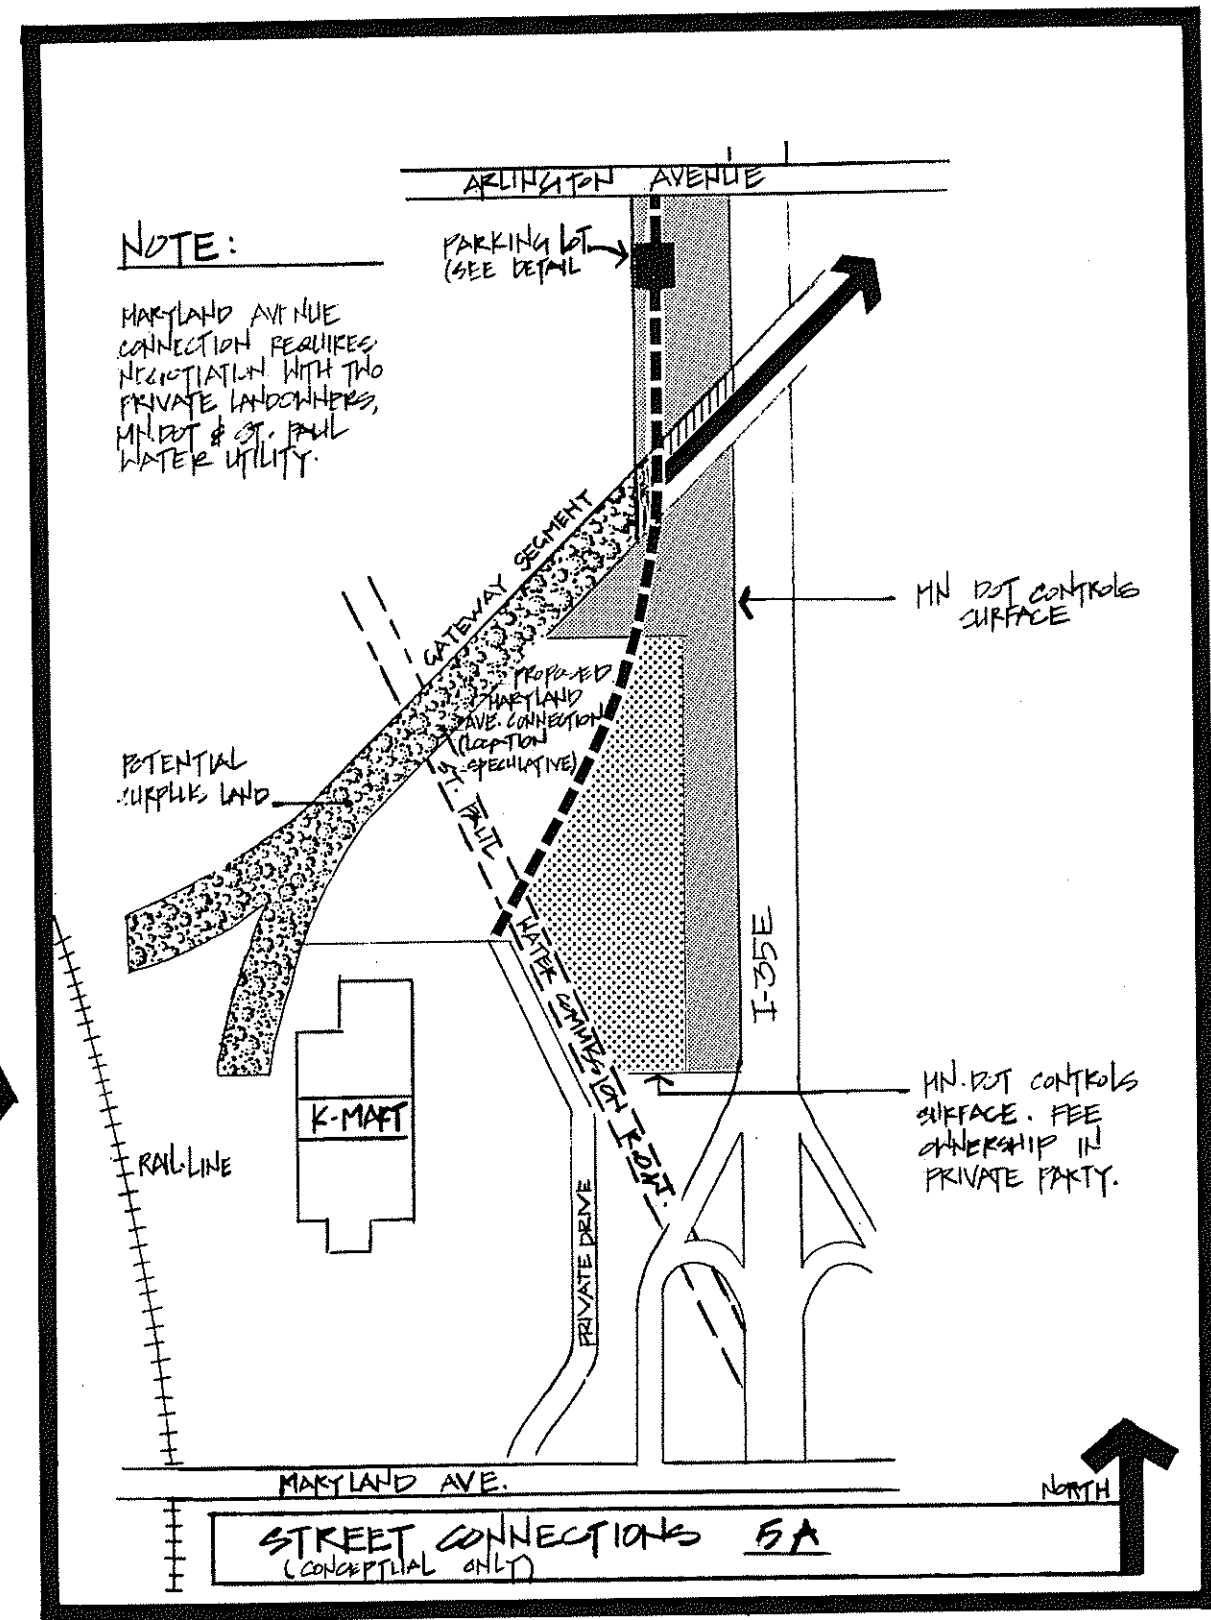 ARLINGTON AVENUE
NOTE:
MARYLAND AVENUE
CONNECTION REQUIRES
NEGOTIATION WITH TWO
PRIVATE LANDOWNERS,
MN.DOT & ST. PAUL
WATER UTILITY.
PARKING LOT
(SEE DETAIL
GATEWAY SEGMENT
MN DOT CONTROLS
SURFACE
PROPOSED
MARYLAND
AVE. CONNECTION
(LOCATION
SPECULATIVE)
POTENTIAL
SURPLUS LAND
ST. PAUL WATER COMMISSION R.O.W.
I-35E
K-MART
RAIL LINE
PRIVATE DRIVE
MN.DOT CONTROLS
SURFACE. FEE
OWNERSHIP IN
PRIVATE PARTY.
MARYLAND AVE.
NORTH
STREET CONNECTIONS 5A
(CONCEPTUAL ONLY)